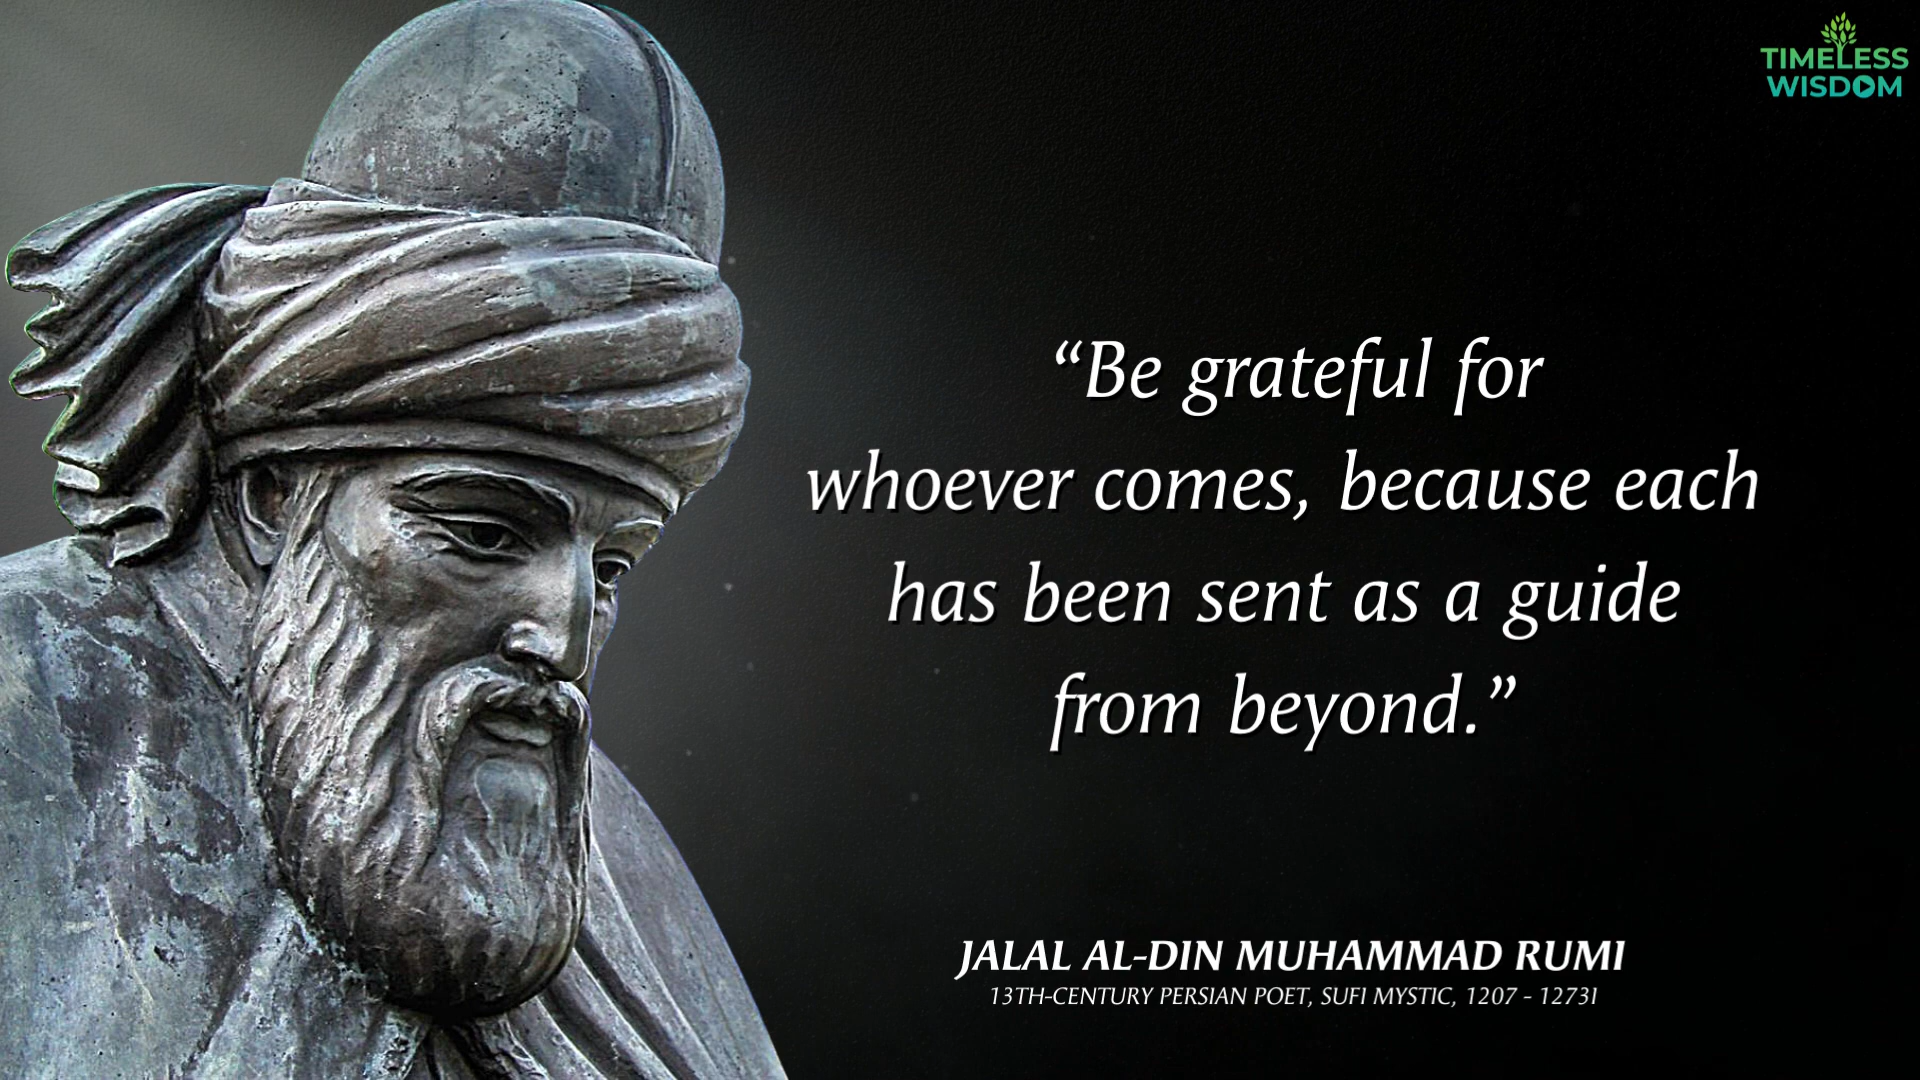 TIMELESS
WISDOM
“Be grateful for
whoever comes, because each
has been sent as a guide
from beyond.”
JALAL AL-DIN MUHAMMAD RUMI
13TH-CENTURY PERSIAN POET, SUFI MYSTIC, 1207 - 1273I